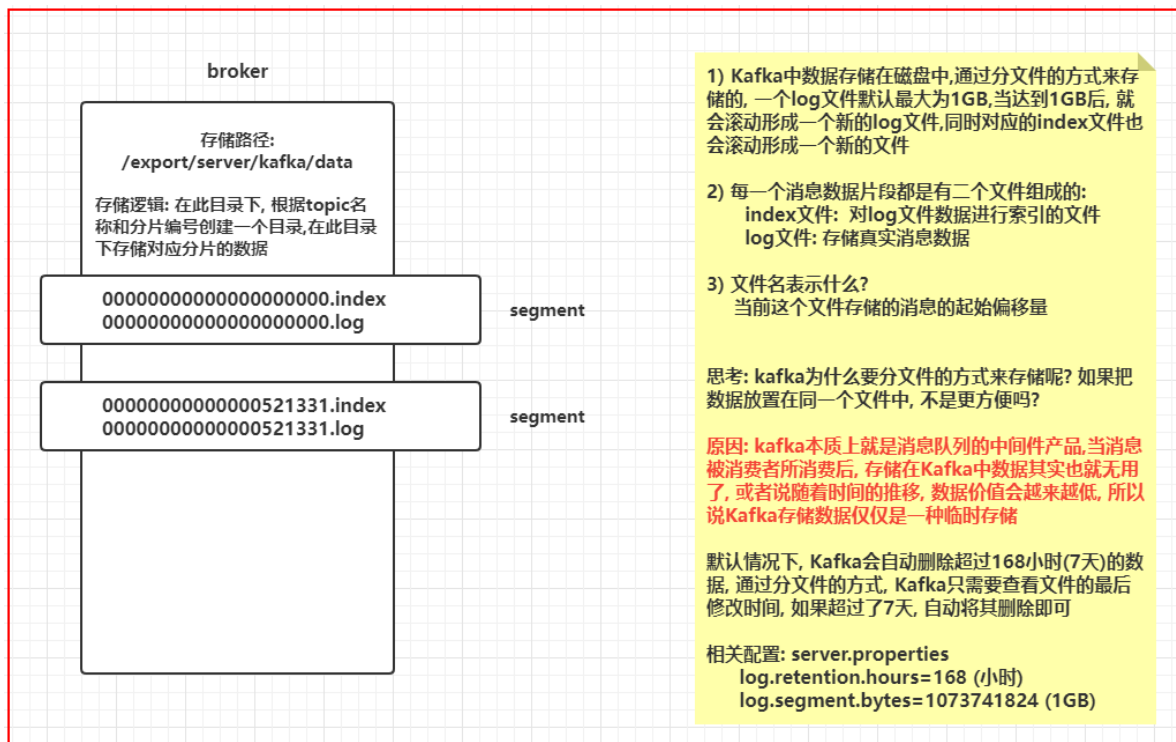 broker
存储路径:
/export/server/kafka/data
存储逻辑: 在此目录下, 根据topic名
称和分片编号创建一个目录,在此目录
下存储对应分片的数据
00000000000000000000.index
00000000000000000000.log
segment
00000000000000521331.index
00000000000000521331.log
segment
1) Kafka中数据存储在磁盘中,通过分文件的方式来存
储的, 一个log文件默认最大为1GB,当达到1GB后, 就
会滚动形成一个新的log文件,同时对应的index文件也
会滚动形成一个新的文件
2) 每一个消息数据片段都是有二个文件组成的:
index文件: 对log文件数据进行索引的文件
log文件: 存储真实消息数据
3) 文件名表示什么?
当前这个文件存储的消息的起始偏移量
思考: kafka为什么要分文件的方式来存储呢? 如果把
数据放置在同一个文件中, 不是更方便吗?
原因: kafka本质上就是消息队列的中间件产品,当消息
被消费者所消费后, 存储在Kafka中数据其实也就无用
了, 或者说随着时间的推移, 数据价值会越来越低, 所以
说Kafka存储数据仅仅是一种临时存储
默认情况下, Kafka会自动删除超过168小时(7天)的数
据, 通过分文件的方式, Kafka只需要查看文件的最后
修改时间, 如果超过了7天, 自动将其删除即可
相关配置: server.properties
log.retention.hours=168 (小时)
log.segment.bytes=1073741824 (1GB)